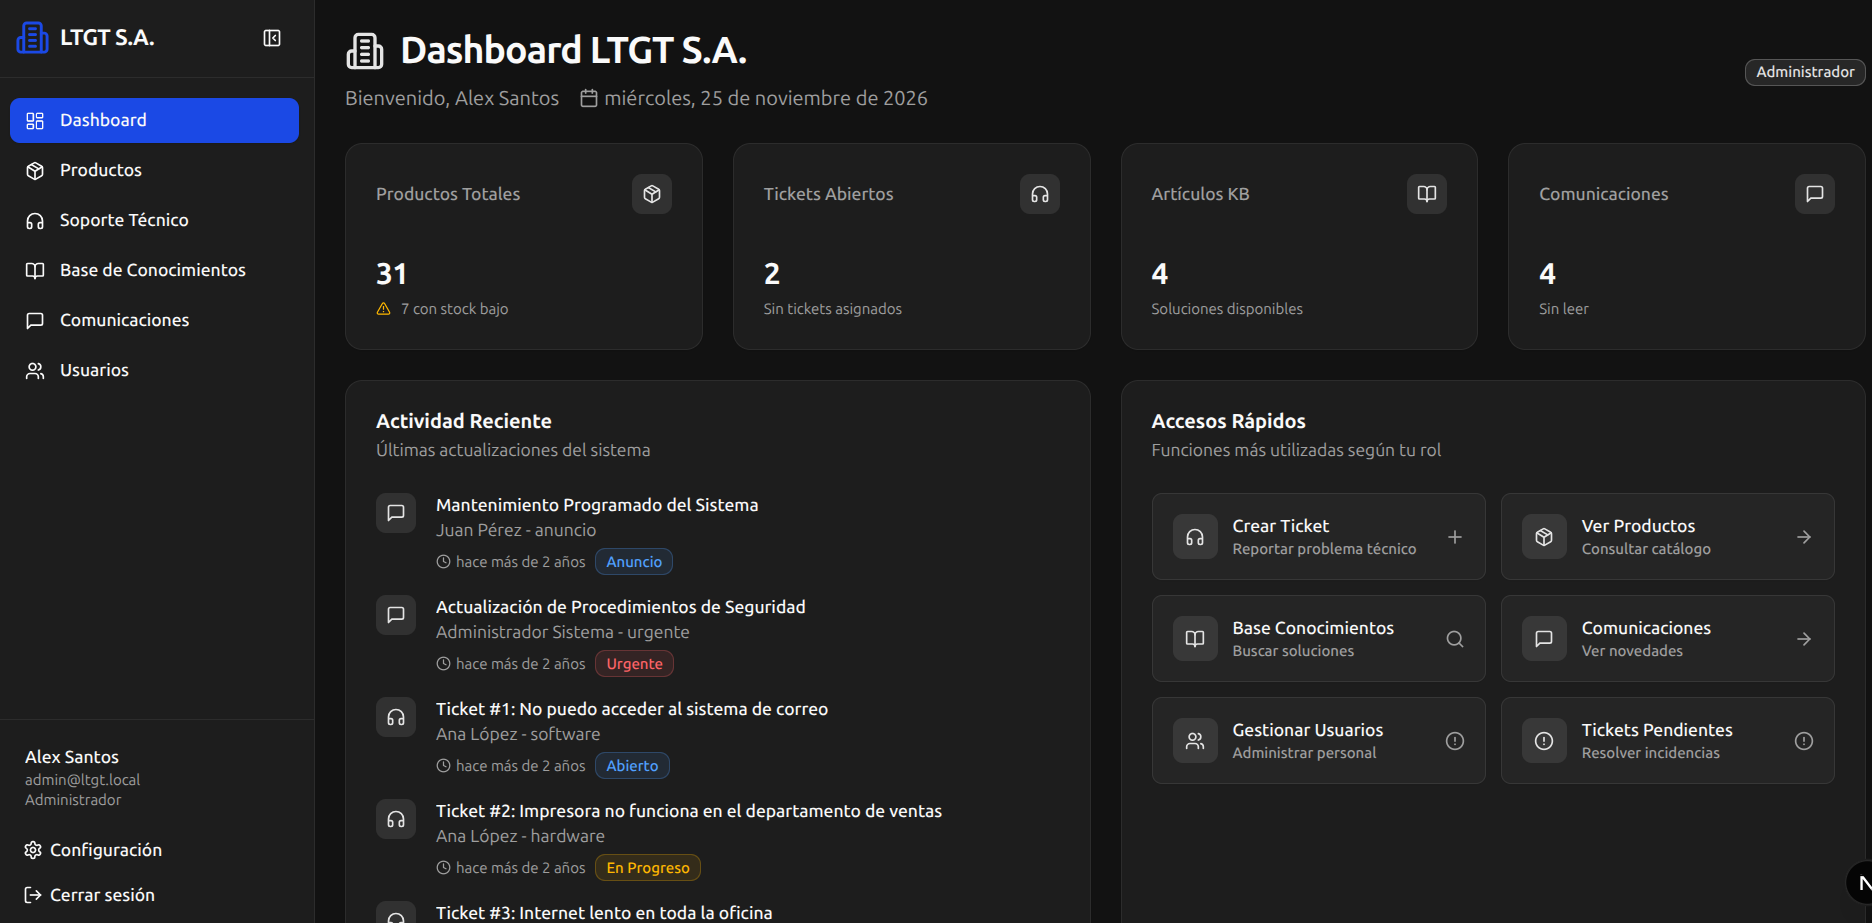 LTGT S.A.
Dashboard
Productos
Soporte Técnico
Base de Conocimientos
Comunicaciones
Usuarios
Alex Santos
admin@ltgt.local
Administrador
Configuración
Cerrar sesión
Dashboard LTGT S.A.
Bienvenido, Alex Santos miércoles, 25 de noviembre de 2026
Administrador
Productos Totales
31
7 con stock bajo
Tickets Abiertos
2
Sin tickets asignados
Artículos KB
4
Soluciones disponibles
Comunicaciones
4
Sin leer
Actividad Reciente
Últimas actualizaciones del sistema
Mantenimiento Programado del Sistema
Juan Pérez - anuncio
hace más de 2 años Anuncio
Actualización de Procedimientos de Seguridad
Administrador Sistema - urgente
hace más de 2 años Urgente
Ticket #1: No puedo acceder al sistema de correo
Ana López - software
hace más de 2 años Abierto
Ticket #2: Impresora no funciona en el departamento de ventas
Ana López - hardware
hace más de 2 años En Progreso
Ticket #3: Internet lento en toda la oficina
Accesos Rápidos
Funciones más utilizadas según tu rol
Crear Ticket
Reportar problema técnico
Ver Productos
Consultar catálogo
Base Conocimientos
Buscar soluciones
Comunicaciones
Ver novedades
Gestionar Usuarios
Administrar personal
Tickets Pendientes
Resolver incidencias
N